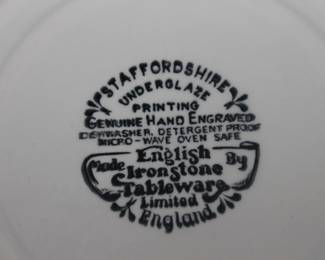 STAFFORDSHIRE
UNDERGLAZE
PRINTING
GENUINE HAND ENGRAVED
DISHWASHER, DETERGENT PROOF
MICRO-WAVE OVEN SAFE
Made English By
Ironstone
Tableware
Limited
England